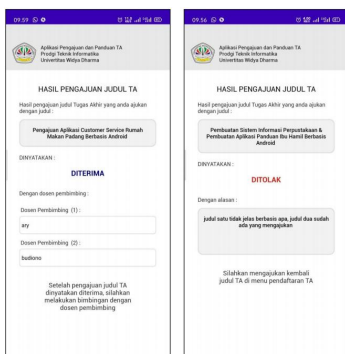 09.59
Aplikasi Pengajuan dan Panduan TA
Prodgi Teknik Informatika
Univertitas Widya Dharma
HASIL PENGAJUAN JUDUL TA
Hasil pengajuan judul Tugas Akhir yang anda ajukan
dengan judul :
Pengajuan Aplikasi Customer Service Rumah
Makan Padang Berbasis Android
DINYATAKAN :
DITERIMA
Dengan dosen pembimbing :
Dosen Pembimbing (1) :
ary
Dosen Pembimbing (2) :
budiono
Setelah pengajuan judul TA
dinyatakan diterima, silahkan
melakukan bimbingan dengan
dosen pembimbing
09.56
Aplikasi Pengajuan dan Panduan TA
Prodgi Teknik Informatika
Univertitas Widya Dharma
HASIL PENGAJUAN JUDUL TA
Hasil pengajuan judul Tugas Akhir yang anda ajukan
dengan judul :
Pembuatan Sistem Informasi Perpustakaan &
Pembuatan Aplikasi Panduan Ibu Hamil Berbasis
Android
DINYATAKAN :
DITOLAK
Dengan alasan :
judul satu tidak jelas berbasis apa, judul dua sudah
ada yang mengajukan
Silahkan mengajukan kembali
judul TA di menu pendaftaran TA